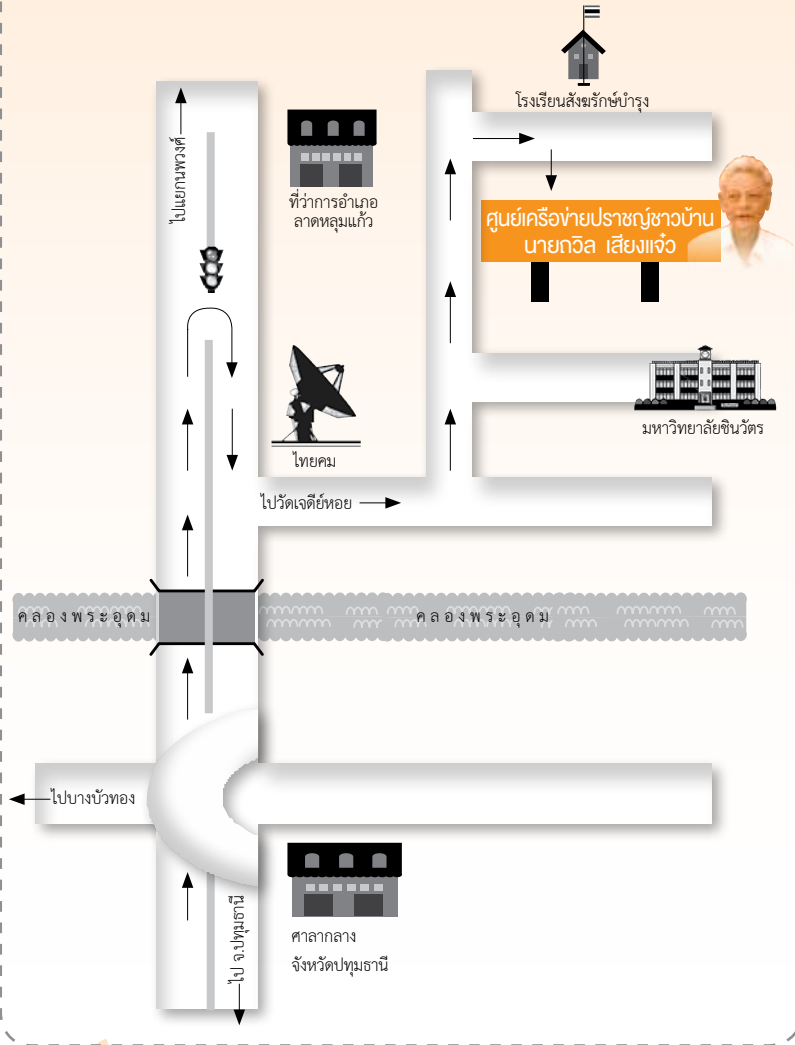 โรงเรียนสังฆรักษ์บำรุง
ไปแยกนพวงศ์
ที่ว่าการอำเภอ
ลาดหลุมแก้ว
ศูนย์เครือข่ายปราชญ์ชาวบ้าน
นายถวิล เสียงแจ๋ว
มหาวิทยาลัยชินวัตร
ไทยคม
ไปวัดเจดีย์หอย
คลองพระอุดม
คลองพระอุดม
ไปบางบัวทอง
ไป จ.ปทุมธานี
ศาลากลาง
จังหวัดปทุมธานี